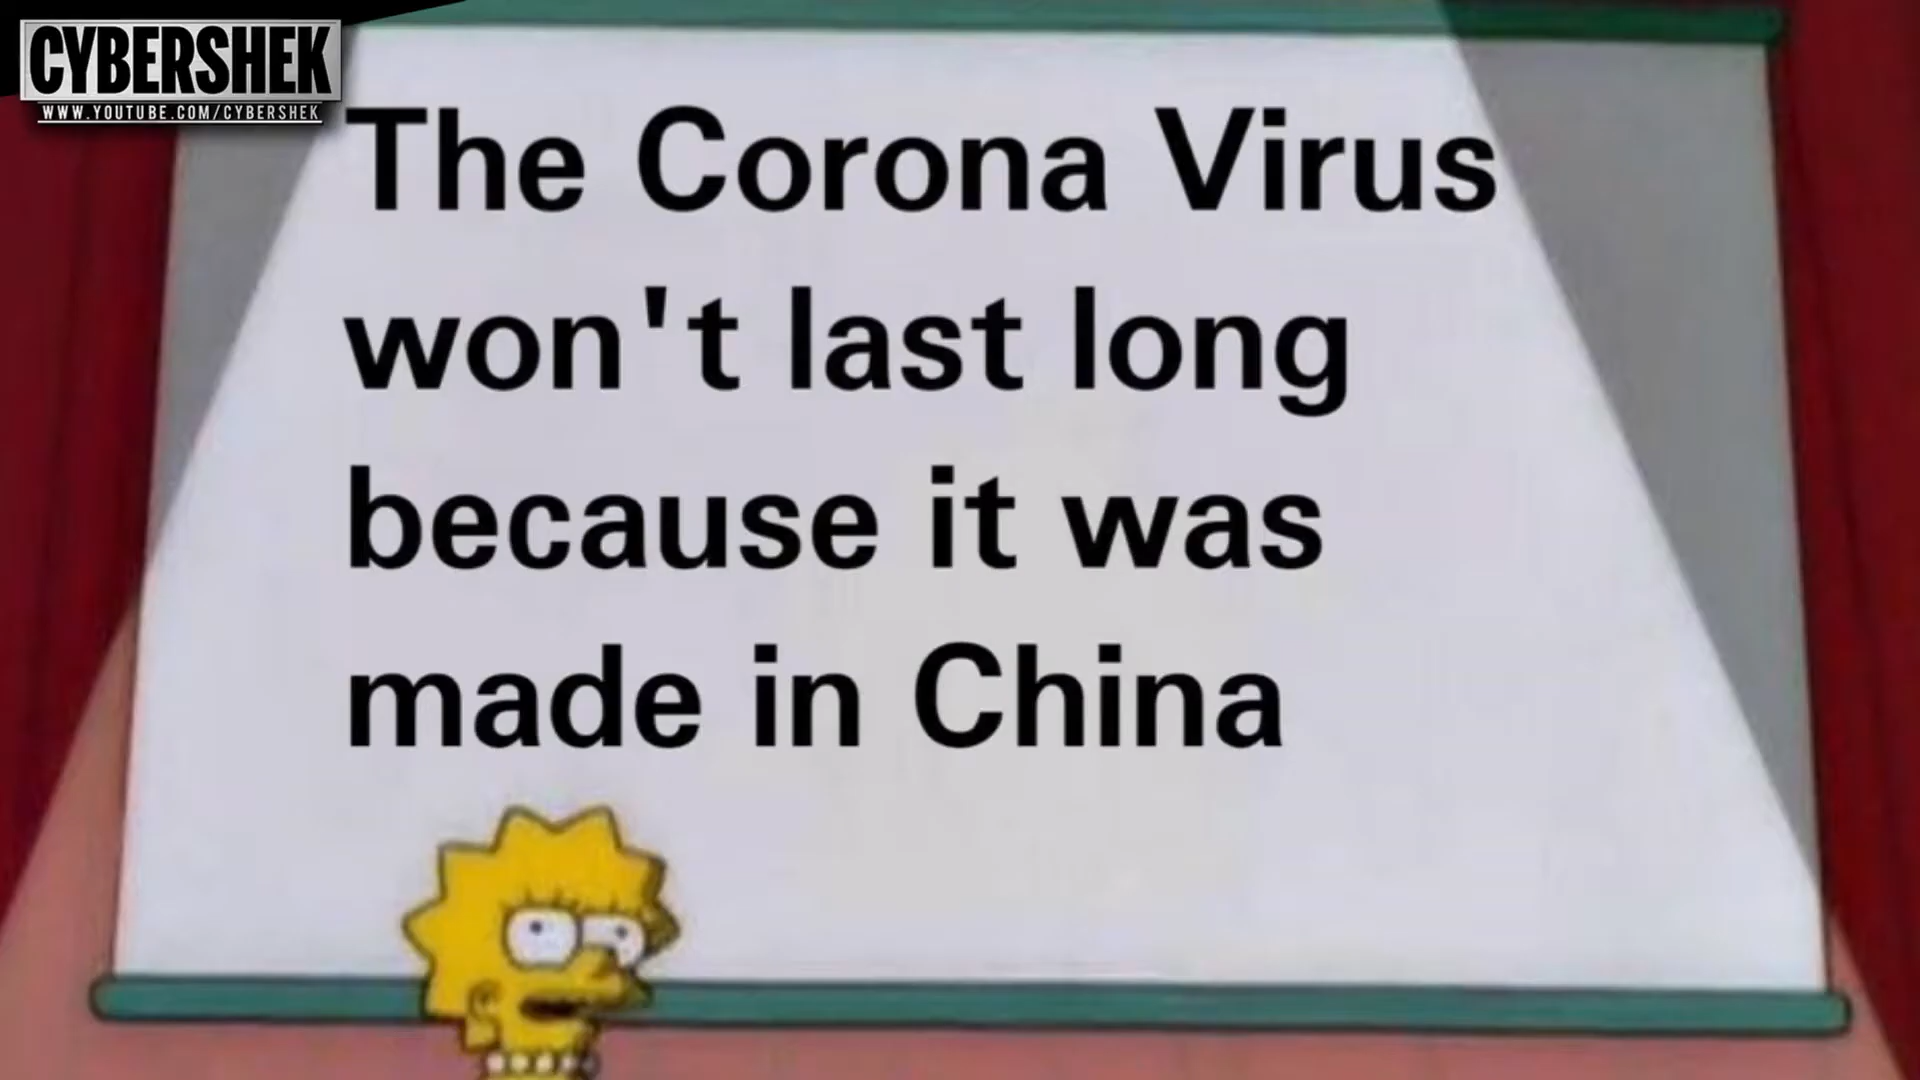 CYBERSHEK
WWW.YOUTUBE.COM/CYBERSHEK
The Corona Virus
won't last long
because it was
made in China